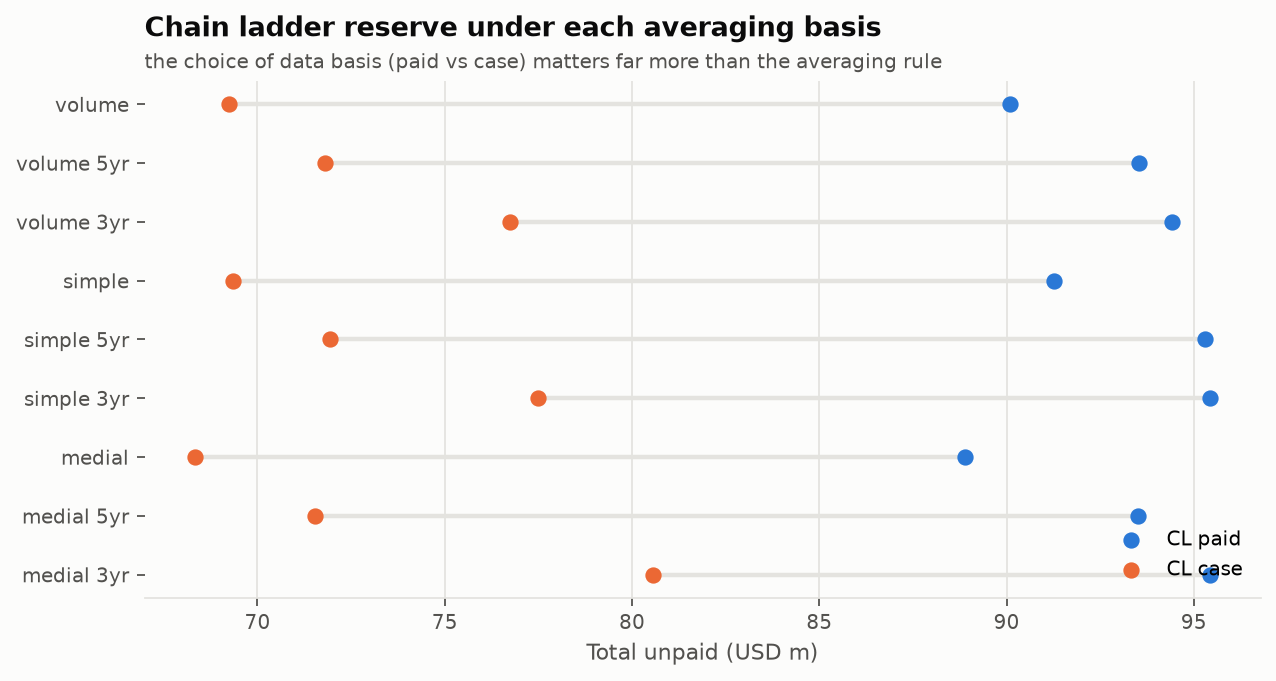 Chain ladder reserve under each averaging basis
the choice of data basis (paid vs case) matters far more than the averaging rule
volume
volume 5yr
volume 3yr
simple
simple 5yr
simple 3yr
medial
medial 5yr
medial 3yr
CL paid
CL case
70 75 80 85 90 95
Total unpaid (USD m)